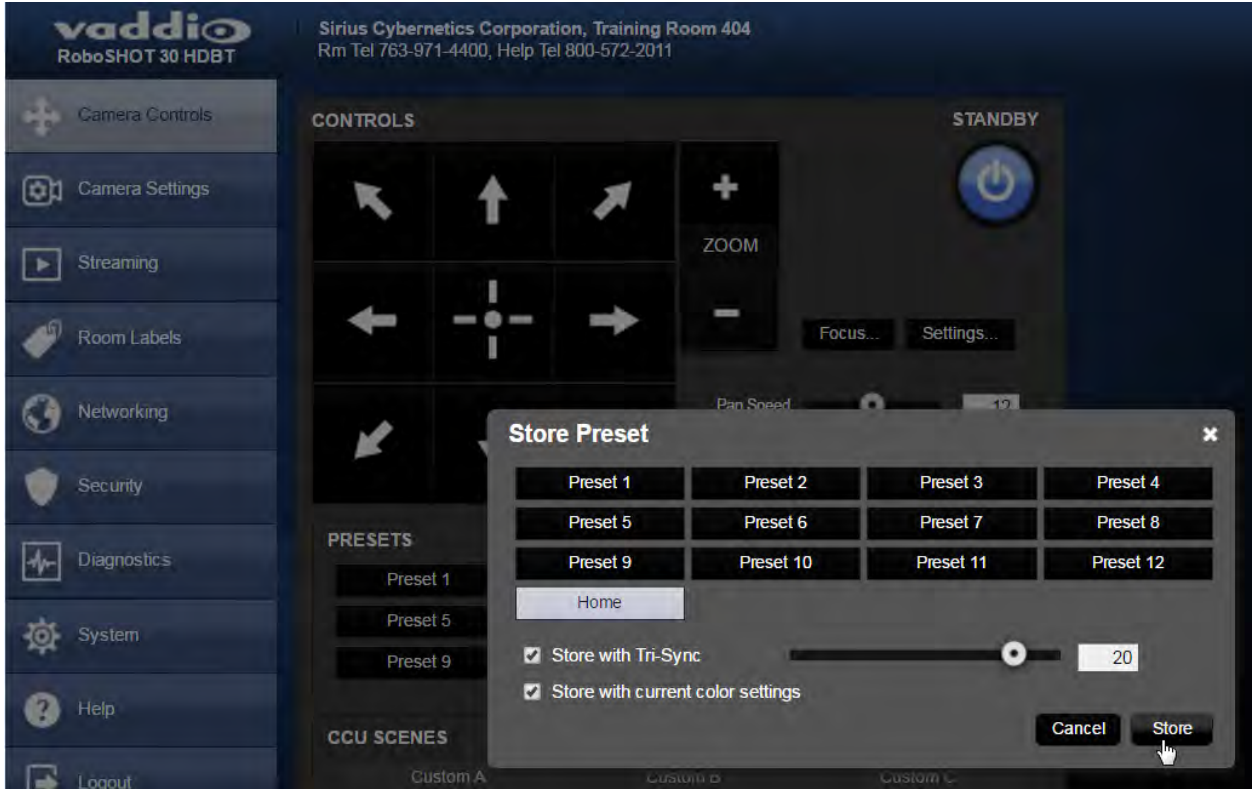 vaddio
RoboSHOT 30 HDBT
Sirius Cybernetics Corporation, Training Room 404
Rm Tel 763-971-4400, Help Tel 800-572-2011
Camera Controls
Camera Settings
Streaming
Room Labels
Networking
Security
Diagnostics
System
Help
Logout
CONTROLS
STANDBY
ZOOM
Focus...
Settings...
Pan Speed
12
PRESETS
Preset 1
Preset 5
Preset 9
CCU SCENES
Custom A
Custom B
Custom C
Store Preset
Preset 1
Preset 2
Preset 3
Preset 4
Preset 5
Preset 6
Preset 7
Preset 8
Preset 9
Preset 10
Preset 11
Preset 12
Home
Store with Tri-Sync
20
Store with current color settings
Cancel
Store